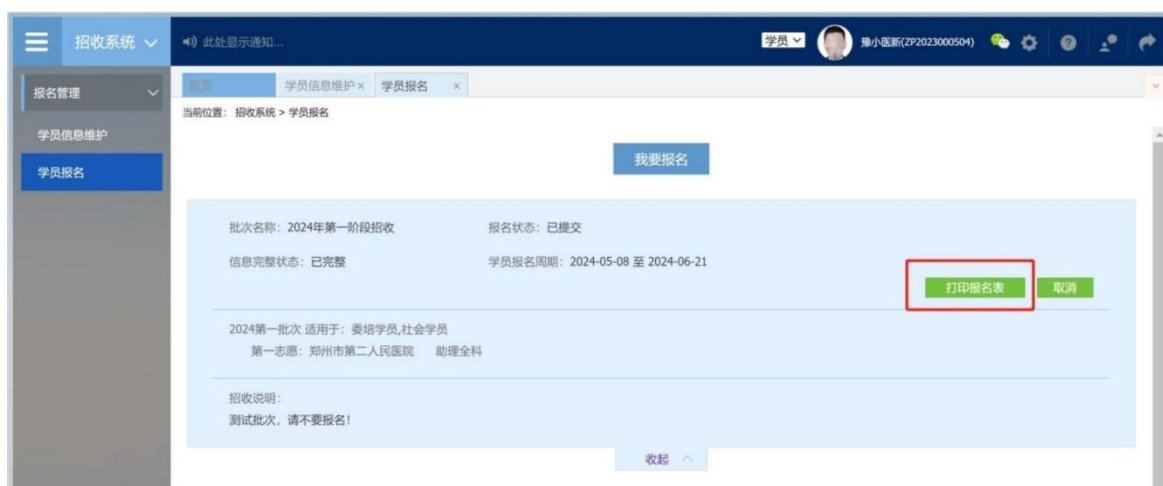 招收系统 此处显示通知... 学员 豫小医新(ZP2023000504)
报名管理 首页 学员信息维护× 学员报名 ×
当前位置： 招收系统 > 学员报名
学员信息维护
学员报名
我要报名
批次名称：2024年第一阶段招收 报名状态：已提交
信息完整状态：已完整 学员报名周期：2024-05-08 至 2024-06-21
打印报名表 取消
2024第一批次 适用于：委培学员,社会学员
第一志愿：郑州市第二人民医院 助理全科
招收说明：
测试批次，请不要报名！
收起